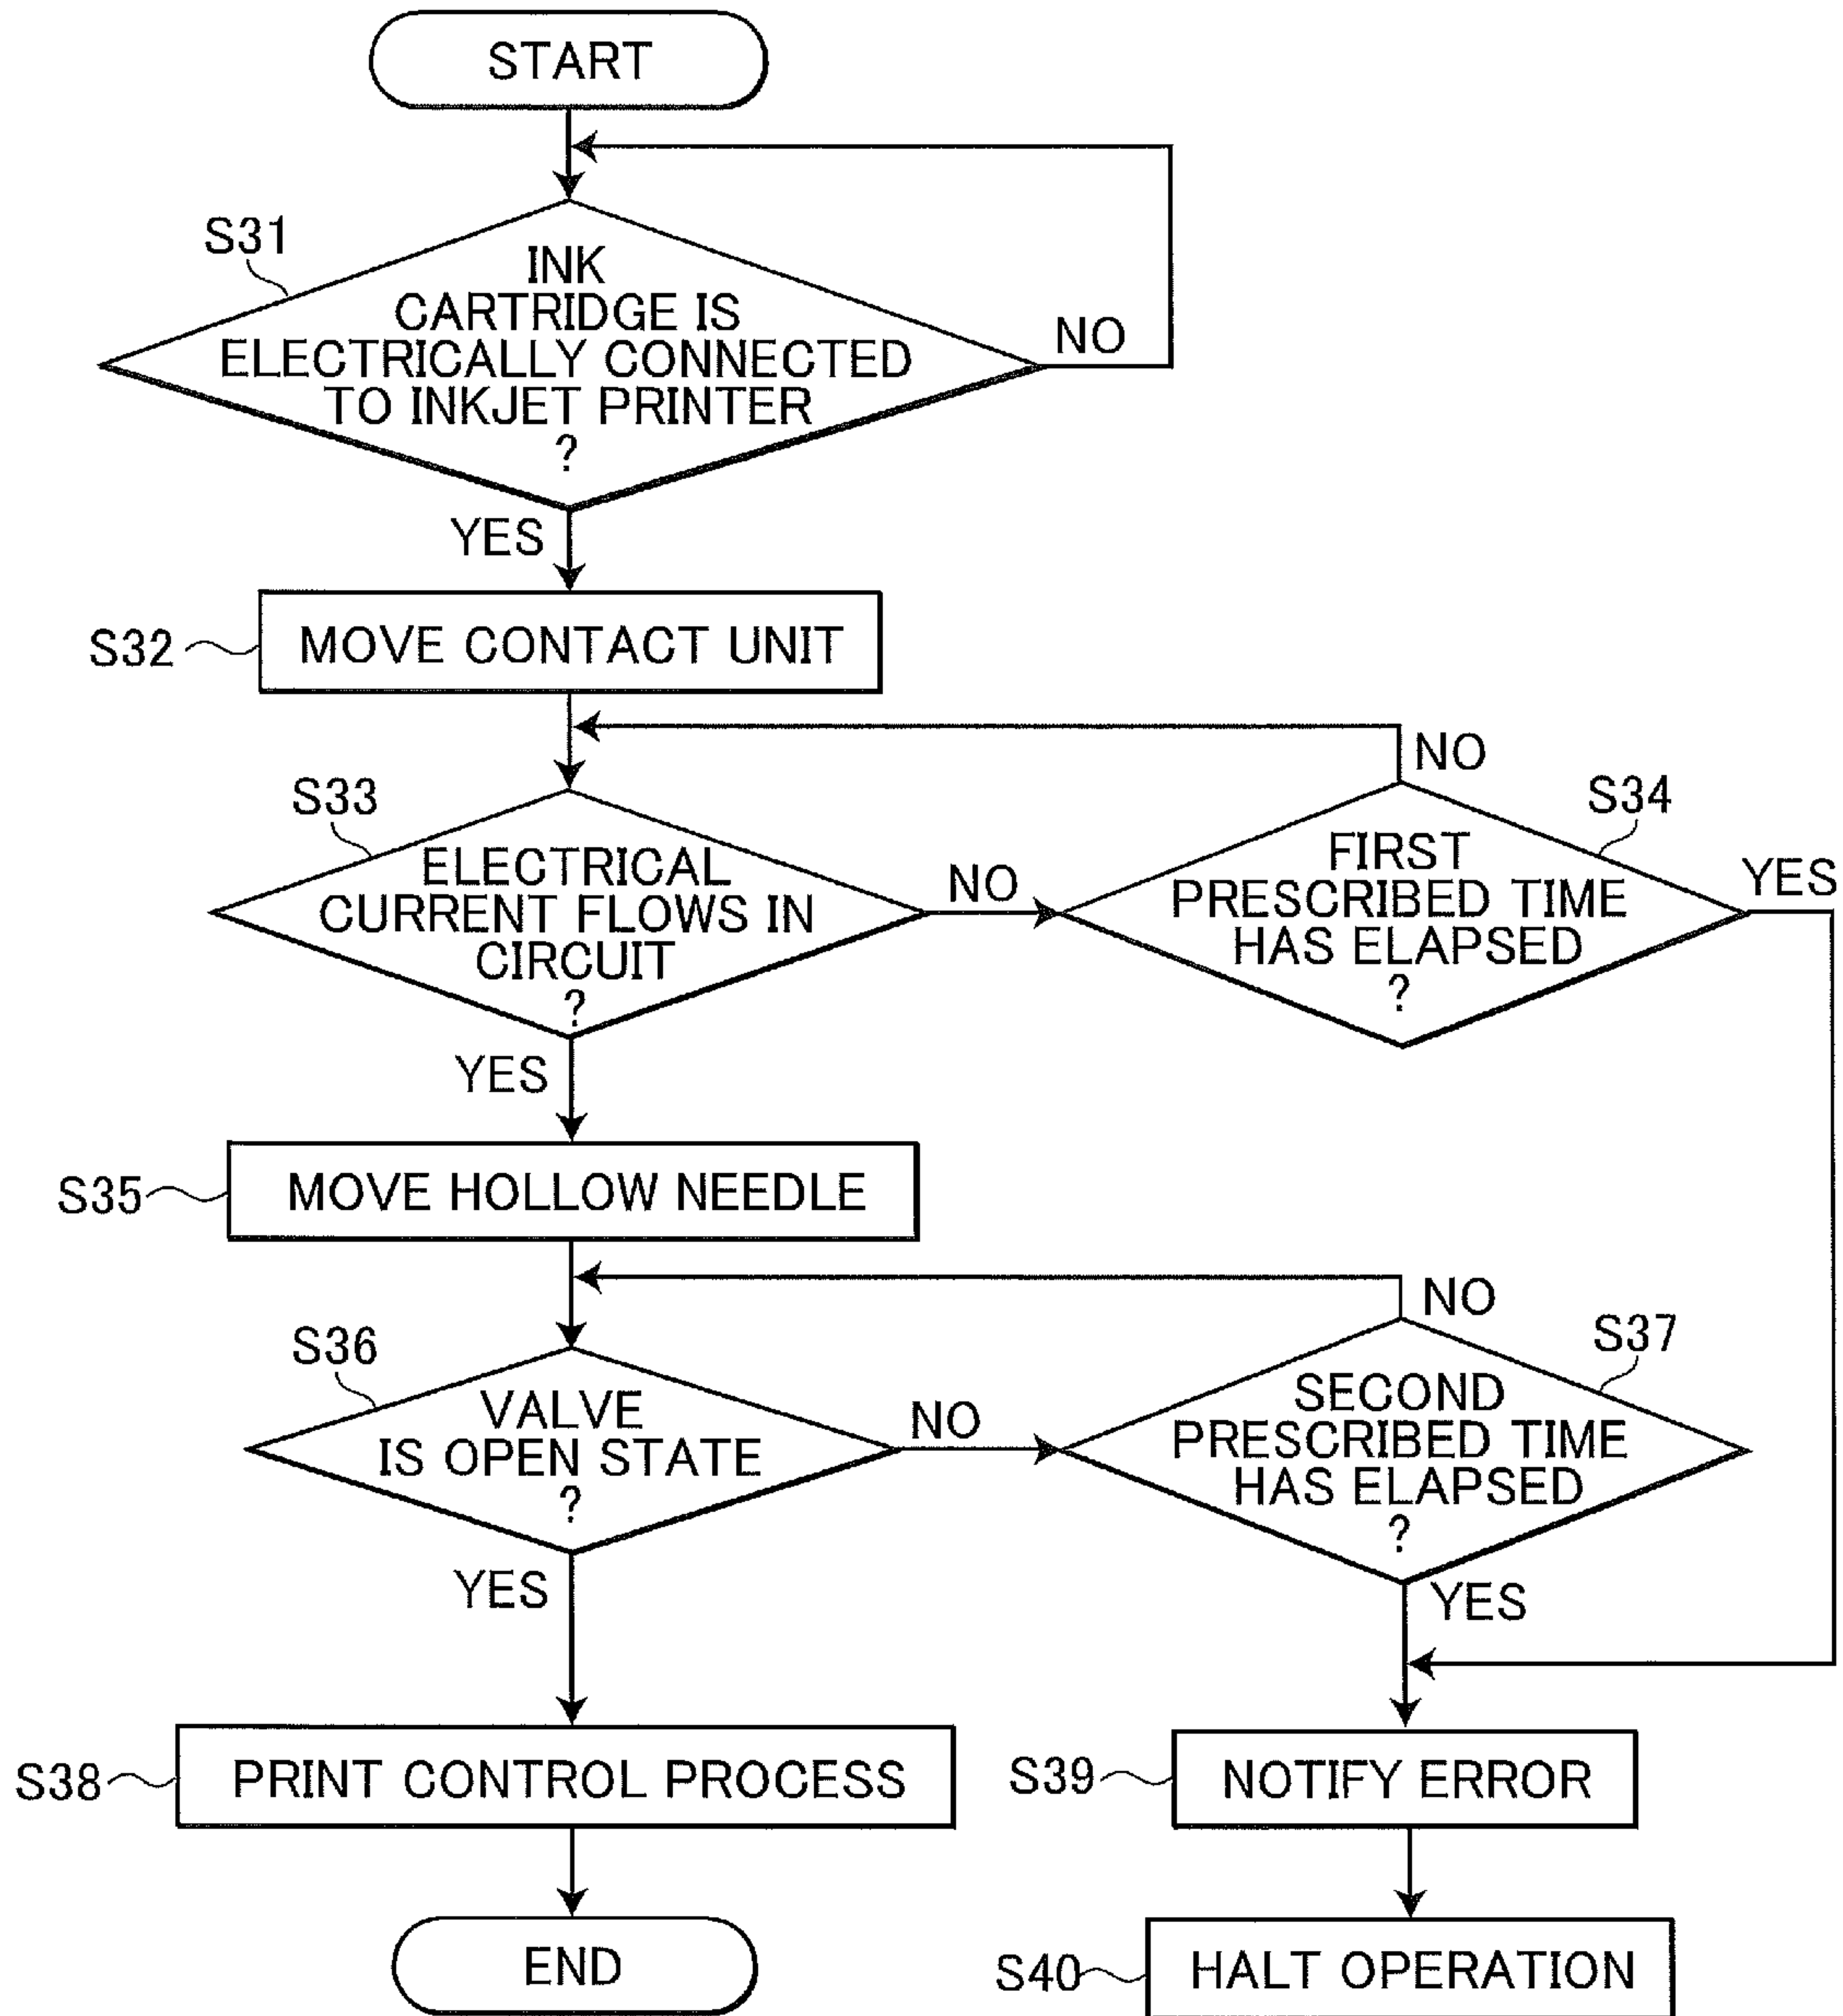 START
S31
INK
CARTRIDGE IS
ELECTRICALLY CONNECTED
TO INKJET PRINTER
?
NO
YES
S32
MOVE CONTACT UNIT
S33
ELECTRICAL
CURRENT FLOWS IN
CIRCUIT
?
NO
YES
S34
FIRST
PRESCRIBED TIME
HAS ELAPSED
?
NO
YES
S35
MOVE HOLLOW NEEDLE
S36
VALVE
IS OPEN STATE
?
NO
YES
S37
SECOND
PRESCRIBED TIME
HAS ELAPSED
?
NO
YES
S38
PRINT CONTROL PROCESS
S39
NOTIFY ERROR
END
S40
HALT OPERATION